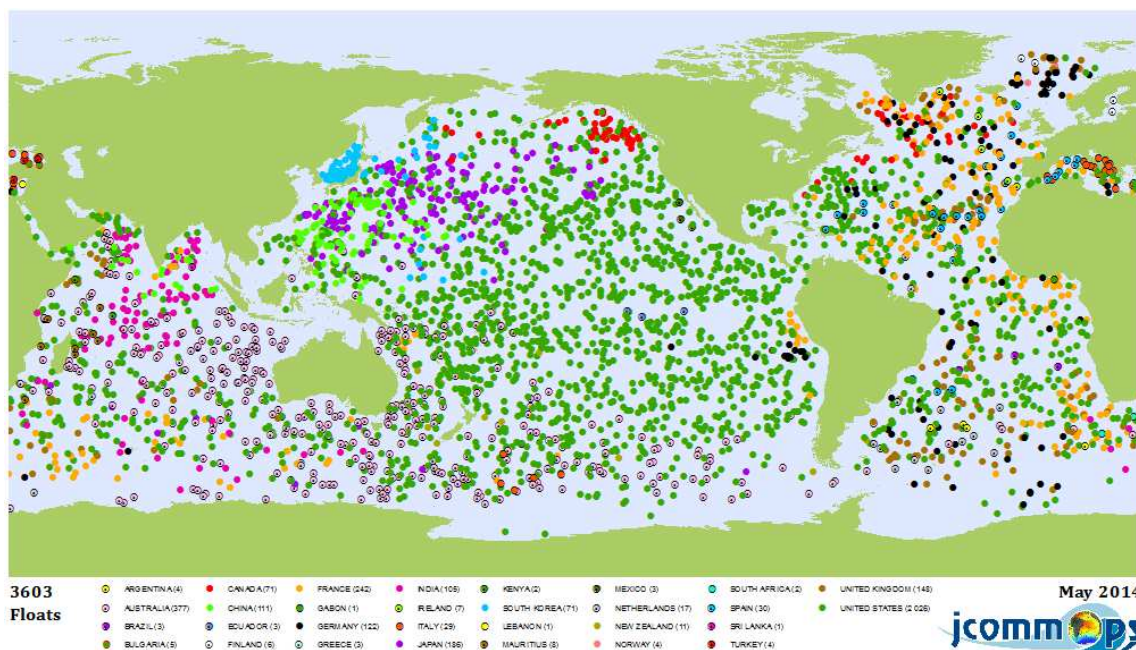 3603
Floats
ARGENTINA (4) CANADA (71) FRANCE (242) INDIA (105) KENYA (2) MEXICO (3) SOUTH AFRICA (2) UNITED KINGDOM (148)
AUSTRALIA (377) CHINA (111) GABON (1) IRELAND (7) SOUTH KOREA (71) NETHERLANDS (17) SPAIN (30) UNITED STATES (2 026)
BRAZIL (3) ECUADOR (3) GERMANY (122) ITALY (29) LEBANON (1) NEW ZEALAND (11) SRI LANKA (1)
BULGARIA (5) FINLAND (6) GREECE (3) JAPAN (186) MAURITIUS (8) NORWAY (4) TURKEY (4)
May 2014
jcommops